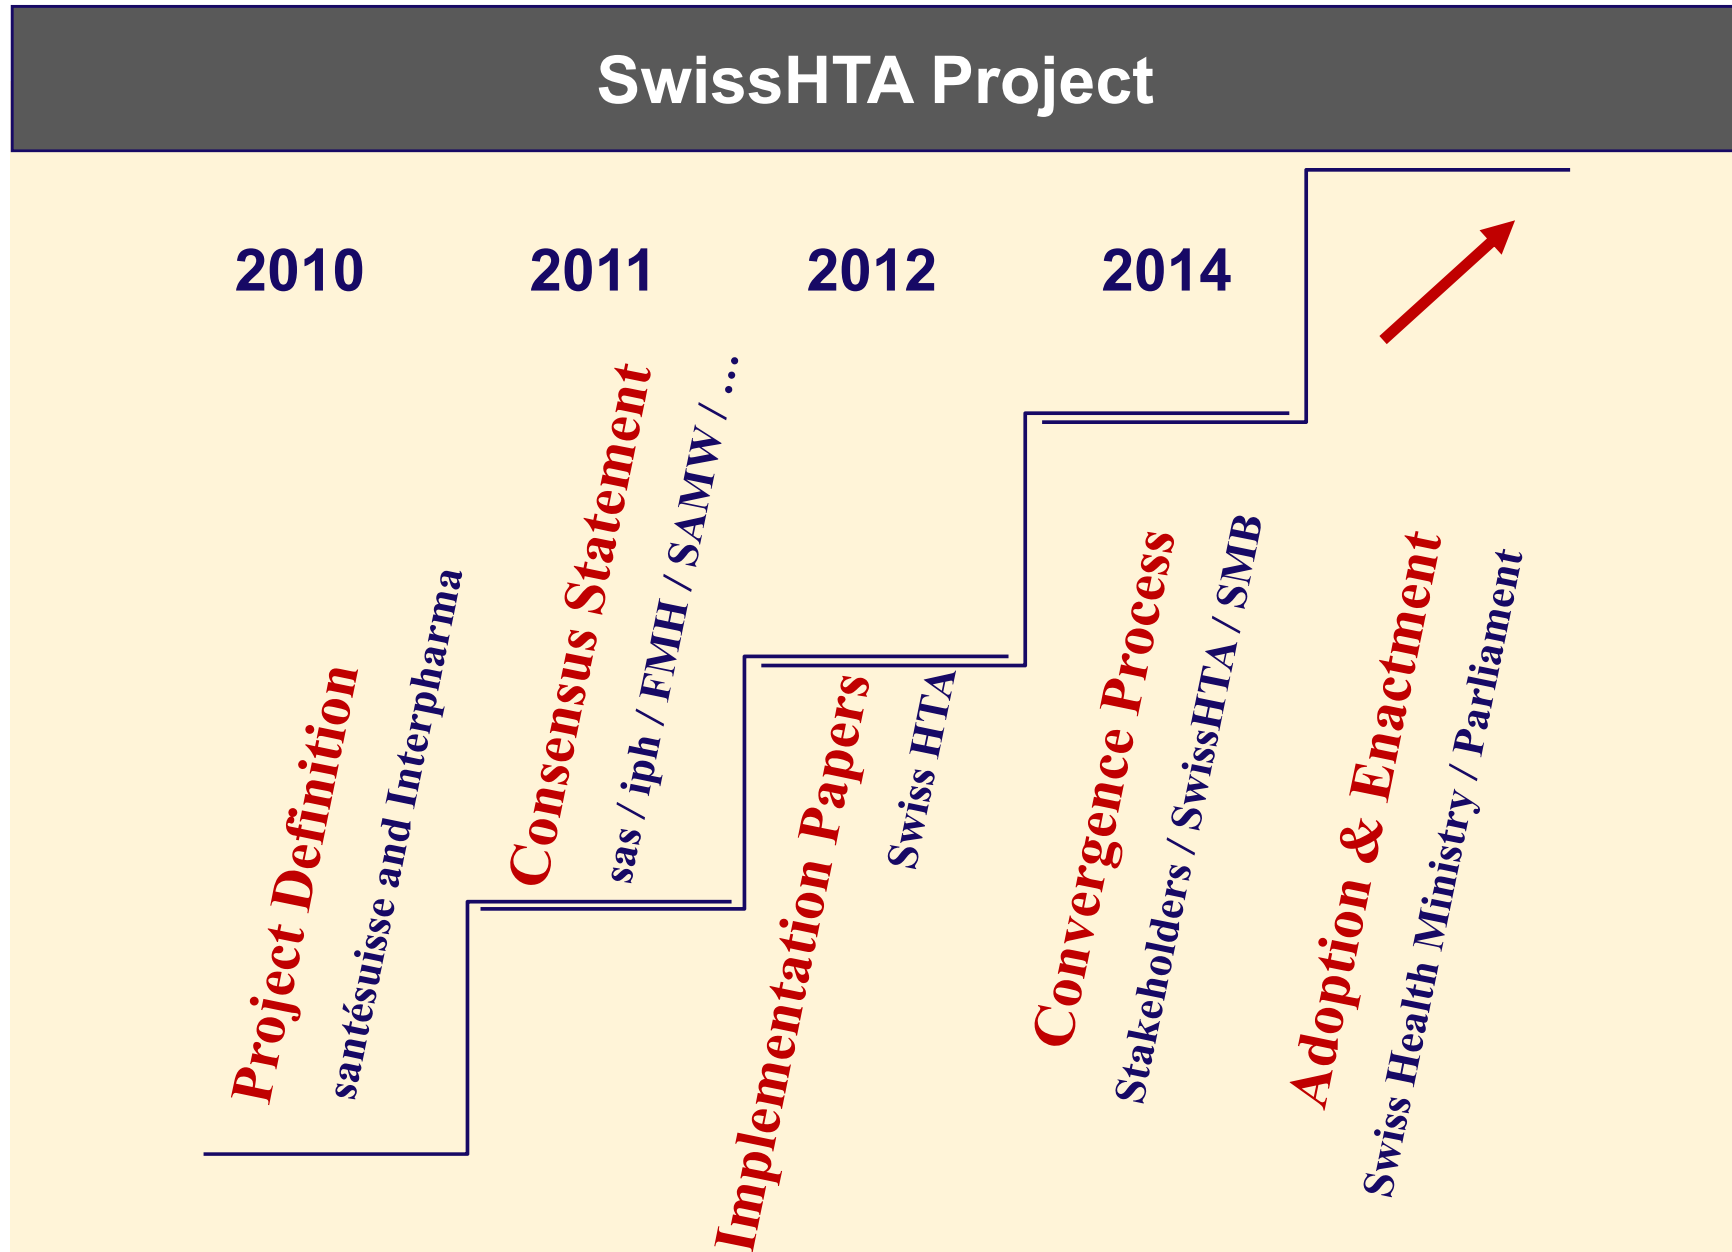 SwissHTA Project
2010
2011
2012
2014
Project Definition
santésuisse and Interpharma
Consensus Statement
sas / iph / FMH / SAMW / ...
Implementation Papers
Swiss HTA
Convergence Process
Stakeholders / SwissHTA / SMB
Adoption & Enactment
Swiss Health Ministry / Parliament